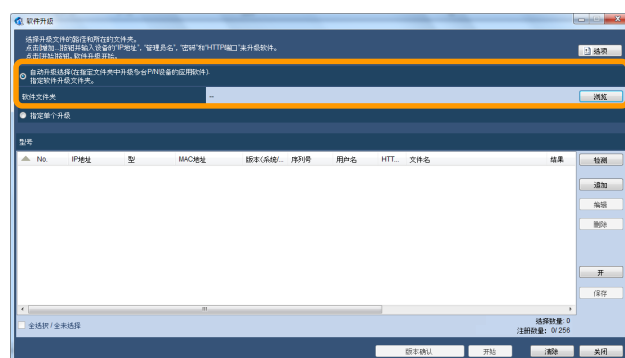 软件升级
选择升级文件的路径和所在的文件夹。
点击[增加...]按钮并输入设备的"IP地址", "管理员名", "密码"和"HTTP端口"来升级软件。
点击[开始]按钮, 软件升级开始。
选项
自动升级选择(在指定文件夹中升级多台P/N设备的应用软件)
指定软件升级文件夹。
软件文件夹 -- 浏览
指定单个升级
型号
No. IP地址 型 MAC地址 版本(系统/... 序列号 用户名 HTT... 文件名 结果 检测
追加
编辑
删除
开
保存
全选択 / 全未选择
选择数量: 0
注册数量: 0/ 256
版本确认 开始 清除 关闭